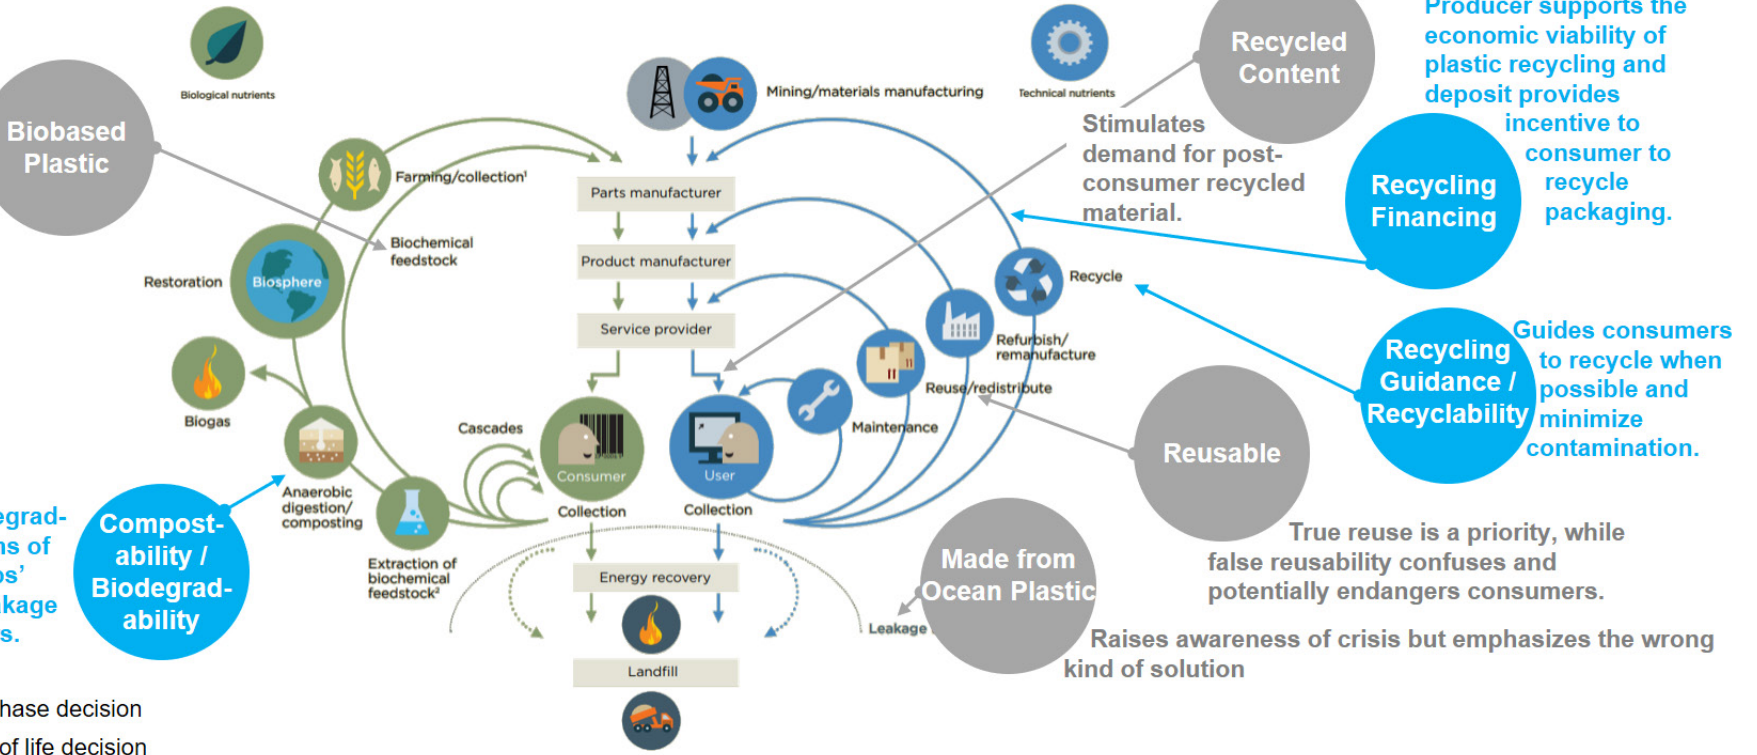 Biological nutrients
Biobased
Plastic
Farming/collection¹
Biochemical
feedstock
Restoration
Biosphere
Biogas
Anaerobic
digestion/
composting
Extraction of
biochemical
feedstock²
Compost-
ability /
Biodegrad-
ability
of
Mining/materials manufacturing
Parts manufacturer
Product manufacturer
Service provider
Cascades
Consumer
User
Collection
Collection
Energy recovery
Landfill
Leakage
Technical nutrients
Recycle
Refurbish/
remanufacture
Reuse/redistribute
Maintenance
Recycled
Content
Stimulates
demand for post-
consumer recycled
material.
Producer supports the
economic viability of
plastic recycling and
deposit provides
incentive to
consumer to
recycle
packaging.
Recycling
Financing
Recycling
Guidance /
Recyclability
Guides consumers
to recycle when
possible and
minimize
contamination.
Reusable
True reuse is a priority, while
false reusability confuses and
potentially endangers consumers.
Made from
Ocean Plastic
Raises awareness of crisis but emphasizes the wrong
kind of solution
decision
of life decision